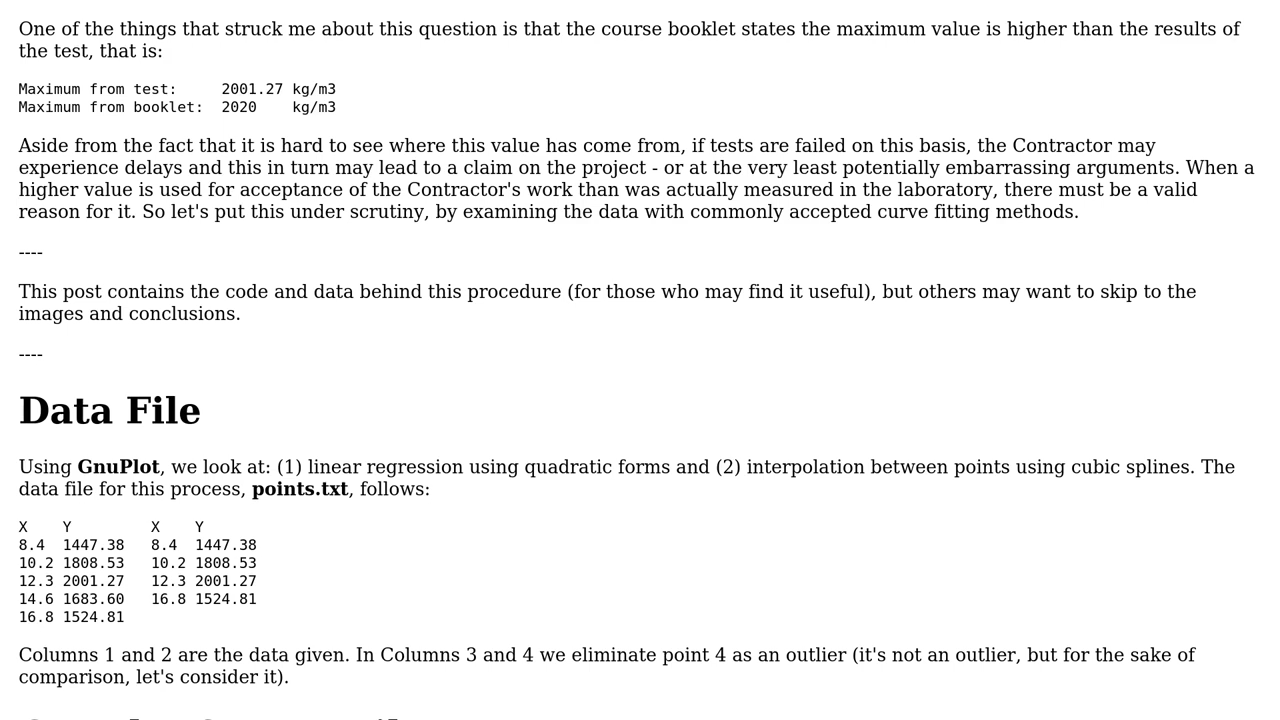 One of the things that struck me about this question is that the course booklet states the maximum value is higher than the results of
the test, that is:
Maximum from test:     2001.27 kg/m3
Maximum from booklet:  2020    kg/m3
Aside from the fact that it is hard to see where this value has come from, if tests are failed on this basis, the Contractor may
experience delays and this in turn may lead to a claim on the project - or at the very least potentially embarrassing arguments. When a
higher value is used for acceptance of the Contractor's work than was actually measured in the laboratory, there must be a valid
reason for it. So let's put this under scrutiny, by examining the data with commonly accepted curve fitting methods.
----
This post contains the code and data behind this procedure (for those who may find it useful), but others may want to skip to the
images and conclusions.
----
Data File
Using GnuPlot, we look at: (1) linear regression using quadratic forms and (2) interpolation between points using cubic splines. The
data file for this process, points.txt, follows:
X    Y         X    Y
8.4  1447.38   8.4  1447.38
10.2 1808.53   10.2 1808.53
12.3 2001.27   12.3 2001.27
14.6 1683.60   16.8 1524.81
16.8 1524.81
Columns 1 and 2 are the data given. In Columns 3 and 4 we eliminate point 4 as an outlier (it's not an outlier, but for the sake of
comparison, let's consider it).